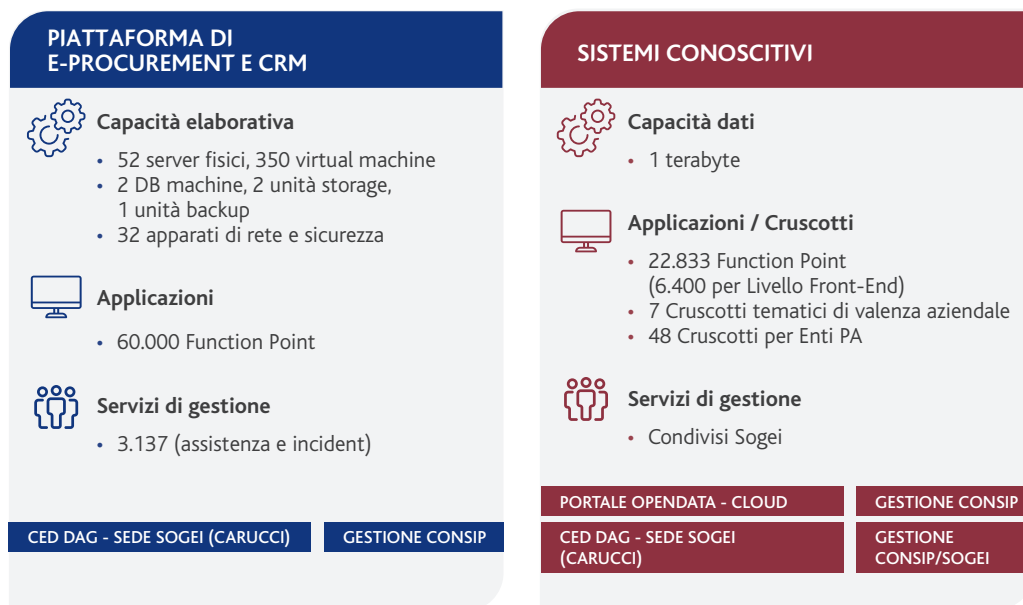 PIATTAFORMA DI
E-PROCUREMENT E CRM
Capacità elaborativa
• 52 server fisici, 350 virtual machine
• 2 DB machine, 2 unità storage,
1 unità backup
• 32 apparati di rete e sicurezza
Applicazioni
• 60.000 Function Point
Servizi di gestione
• 3.137 (assistenza e incident)
CED DAG - SEDE SOGEI (CARUCCI)
GESTIONE CONSIP
SISTEMI CONOSCITIVI
Capacità dati
• 1 terabyte
Applicazioni / Cruscotti
• 22.833 Function Point
(6.400 per Livello Front-End)
• 7 Cruscotti tematici di valenza aziendale
• 48 Cruscotti per Enti PA
Servizi di gestione
• Condivisi Sogei
PORTALE OPENDATA - CLOUD
GESTIONE CONSIP
CED DAG - SEDE SOGEI
(CARUCCI)
GESTIONE
CONSIP/SOGEI